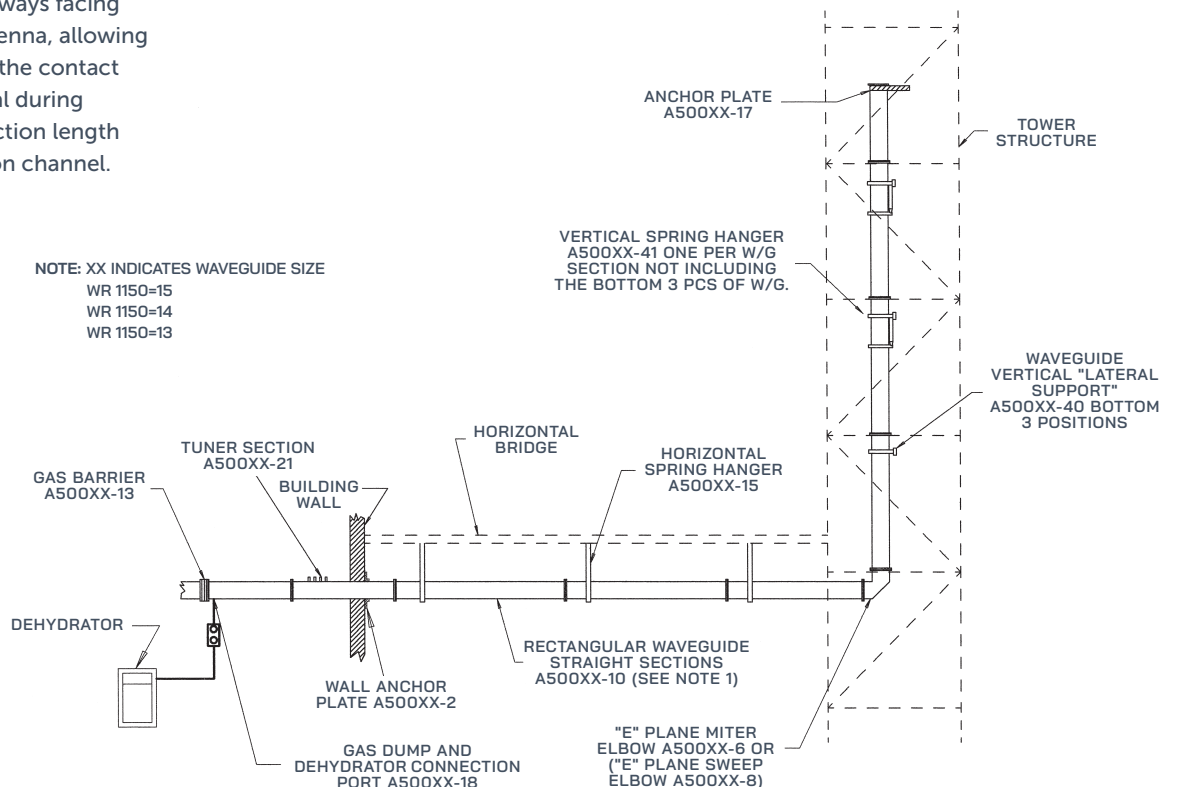 ways facing
enna, allowing
the contact
l during
ction length
on channel.
ANCHOR PLATE
A500XX-17
TOWER
STRUCTURE
VERTICAL SPRING HANGER
A500XX-41 ONE PER W/G
SECTION NOT INCLUDING
THE BOTTOM 3 PCS OF W/G.
NOTE: XX INDICATES WAVEGUIDE SIZE
WR 1150=15
WR 1150=14
WR 1150=13
WAVEGUIDE
VERTICAL "LATERAL
SUPPORT"
A500XX-40 BOTTOM
3 POSITIONS
HORIZONTAL
BRIDGE
HORIZONTAL
SPRING HANGER
A500XX-15
TUNER SECTION
A500XX-21
BUILDING
WALL
GAS BARRIER
A500XX-13
DEHYDRATOR
RECTANGULAR WAVEGUIDE
STRAIGHT SECTIONS
A500XX-10 (SEE NOTE 1)
WALL ANCHOR
PLATE A500XX-2
"E" PLANE MITER
ELBOW A500XX-6 OR
("E" PLANE SWEEP
ELBOW A500XX-8)
GAS DUMP AND
DEHYDRATOR CONNECTION
PORT A500XX-18